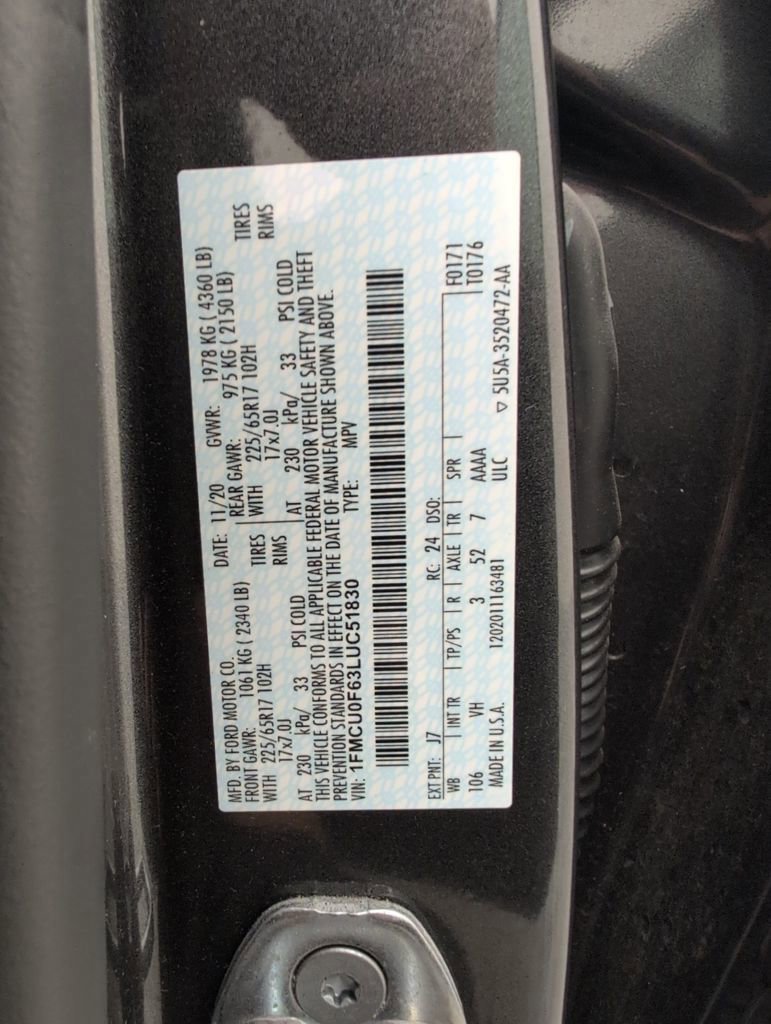 MFD. BY FORD MOTOR CO.
DATE: 11/20 GVWR: 1978 KG ( 4360 LB)
FRONT GAWR: 1061 KG ( 2340 LB) REAR GAWR: 975 KG ( 2150 LB)
WITH 225/65R17 102H TIRES WITH 225/65R17 102H TIRES
17x7.0J RIMS 17x7.0J RIMS
AT 230 kPa/ 33 PSI COLD AT 230 kPa/ 33 PSI COLD
THIS VEHICLE CONFORMS TO ALL APPLICABLE FEDERAL MOTOR VEHICLE SAFETY AND THEFT
PREVENTION STANDARDS IN EFFECT ON THE DATE OF MANUFACTURE SHOWN ABOVE.
VIN: 1FMCU0F63LUC51830 TYPE: MPV
EXT PNT: J7 RC: 24 DSO: F0171
WB INT TR TP/PS R AXLE TR SPR T0176
106 VH 3 52 7 AAAA
MADE IN U.S.A. 1202011163481 ULC ▽ 5U5A-3520472-AA